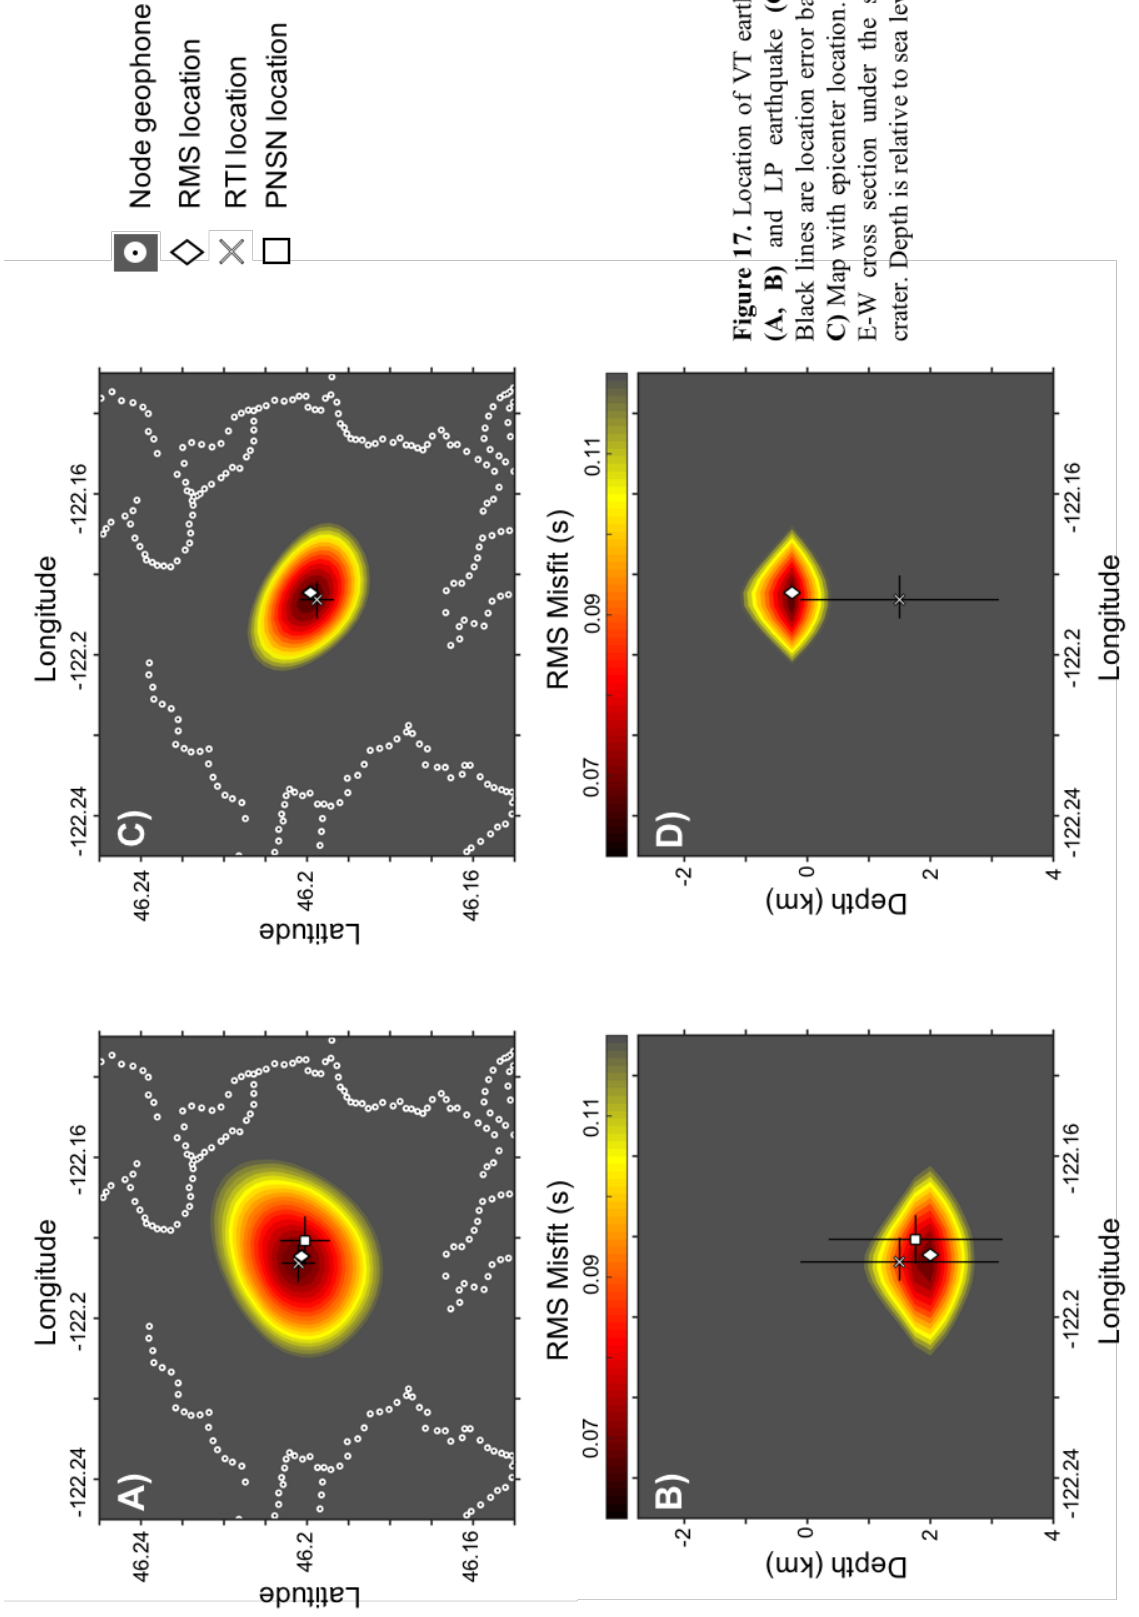 A)
Longitude
-122.24
-122.2
-122.16
Latitude
46.24
46.2
46.16
RMS Misfit (s)
0.07
0.09
0.11
B)
Depth (km)
-2
0
2
4
-122.24
-122.2
-122.16
Longitude
C)
Longitude
-122.24
-122.2
-122.16
Latitude
46.24
46.2
46.16
RMS Misfit (s)
0.07
0.09
0.11
D)
Depth (km)
-2
0
2
4
-122.24
-122.2
-122.16
Longitude
Node geophone
RMS location
RTI location
PNSN location
Figure 17. Location of VT
(A, B) and LP earthquake
Black lines are location error
C) Map with epicenter location.
E-W cross section under the
crater. Depth is relative to sea